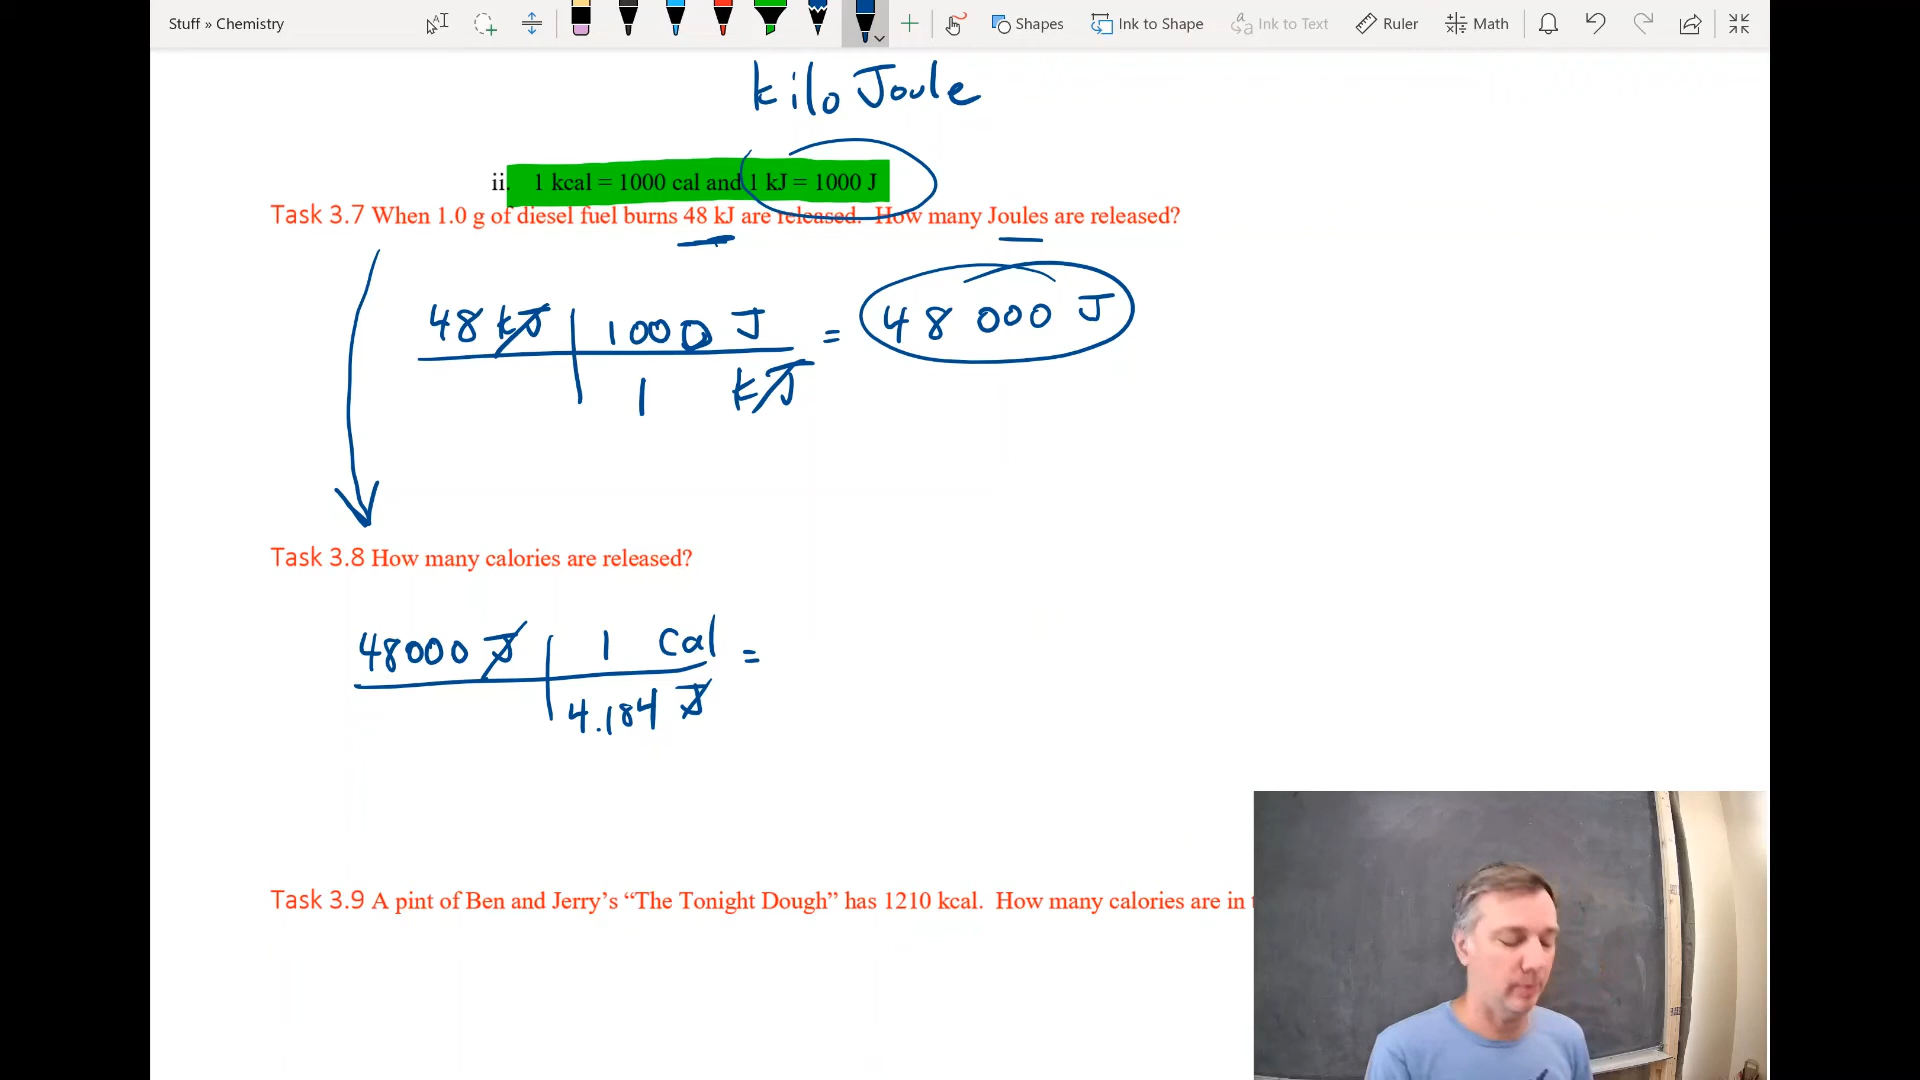 Stuff » Chemistry
Shapes
Ink to Shape
Ink to Text
Ruler
Math
kilo Joule
ii. 1 kcal = 1000 cal and 1 kJ = 1000 J
Task 3.7 When 1.0 g of diesel fuel burns 48 kJ are released. How many Joules are released?
48 kJ | 1000 J = 48 000 J
1 kJ
Task 3.8 How many calories are released?
48000 J | 1 Cal =
4.184 J
Task 3.9 A pint of Ben and Jerry’s “The Tonight Dough” has 1210 kcal. How many calories are in